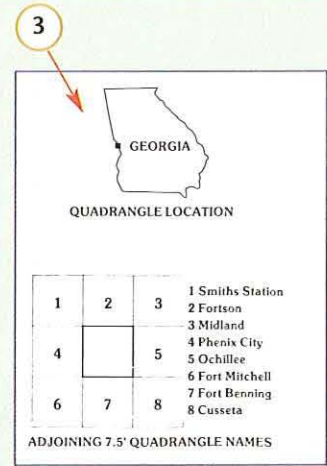 3
GEORGIA
QUADRANGLE LOCATION
1 2 3
4 5
6 7 8
1 Smiths Station
2 Fortson
3 Midland
4 Phenix City
5 Ochillee
6 Fort Mitchell
7 Fort Benning
8 Cusseta
ADJOINING 7.5' QUADRANGLE NAMES